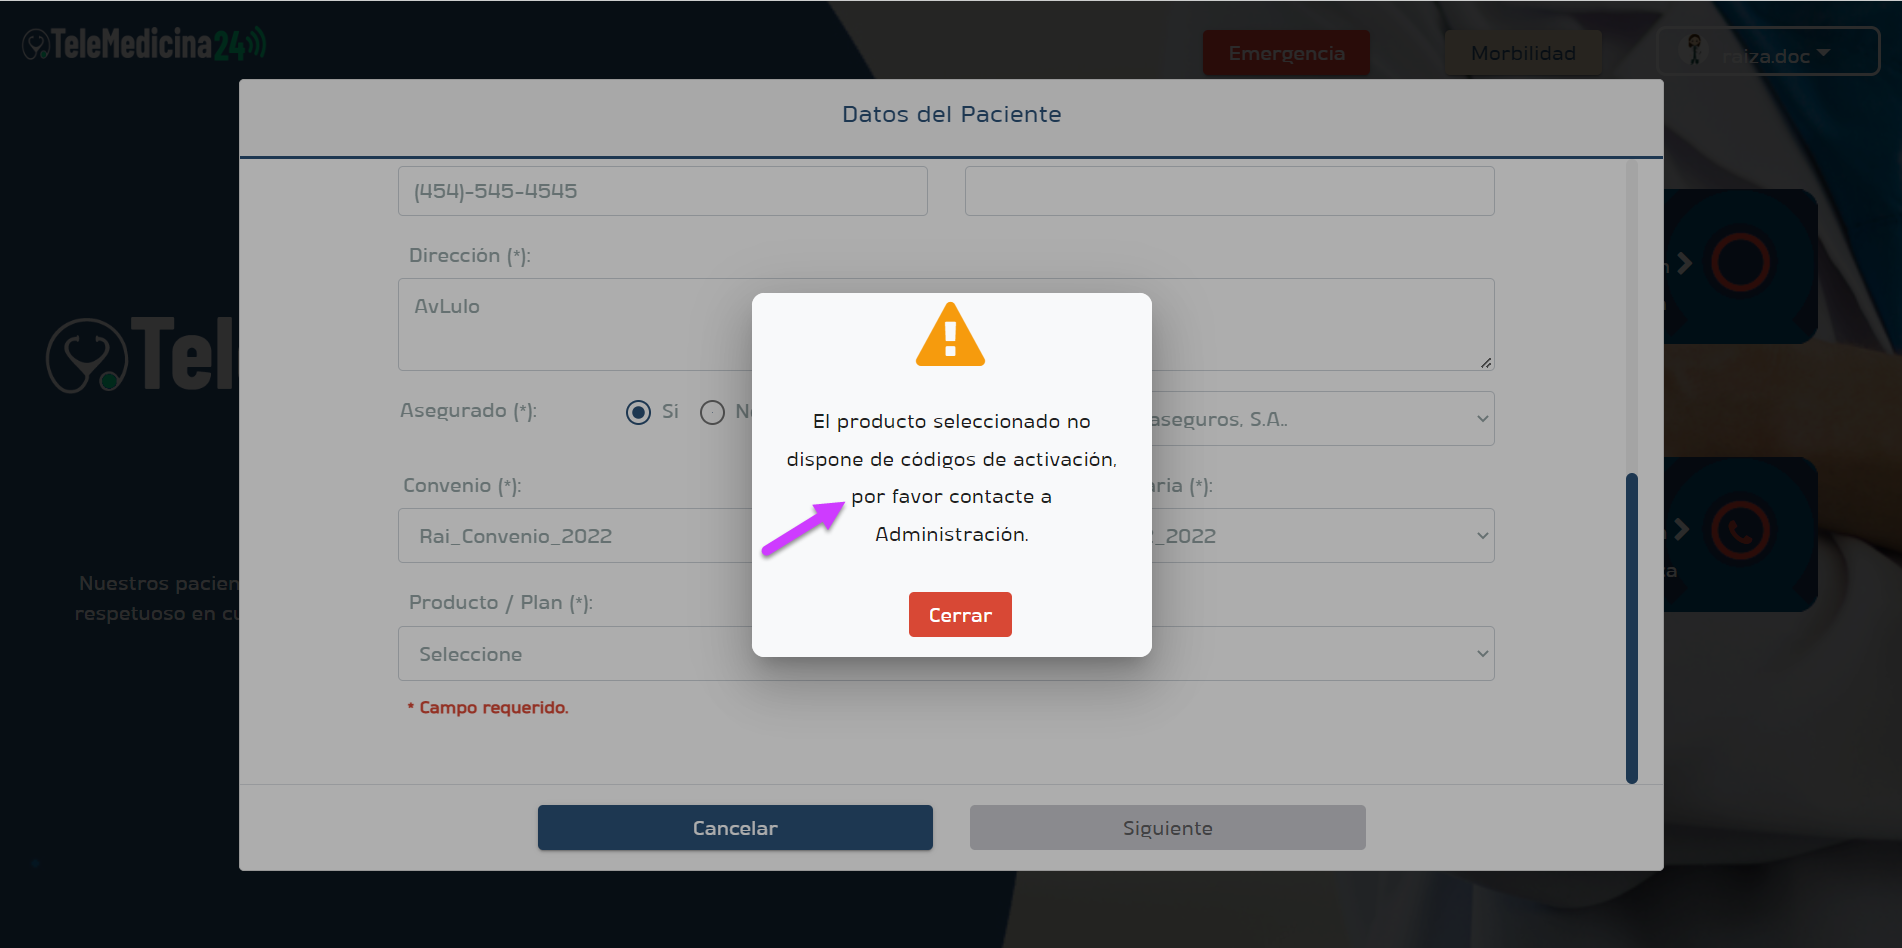 TeleMedicina24
Emergencia
Morbilidad
raiza.doc
Datos del Paciente
(454)-545-4545
Dirección (*):
AvLulo
Asegurado (*):
Si
aseguros, S.A..
Convenio (*):
Rai_Convenio_2022
_2022
Producto / Plan (*):
Seleccione
* Campo requerido.
Cancelar
Siguiente
El producto seleccionado no
dispone de códigos de activación,
por favor contacte a
Administración.
Cerrar
Tel
Nuestros pacien
respetuoso en cu